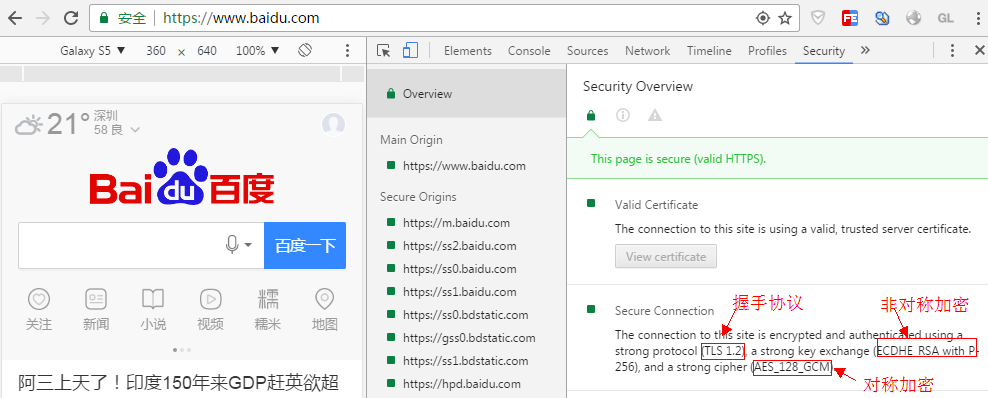 安全 | https://www.baidu.com
GL
Galaxy S5 ▼ 360 × 640 100% ▼
Elements Console Sources Network Timeline Profiles Security »
21° 深圳
58 良
Bai du 百度
百度一下
关注 新闻 小说 视频 糯米 地图
糯米
阿三上天了！印度150年来GDP赶英欲超
Overview
Main Origin
https://www.baidu.com
Secure Origins
https://m.baidu.com
https://ss2.baidu.com
https://ss0.baidu.com
https://ss1.baidu.com
https://ss0.bdstatic.com
https://gss0.bdstatic.com
https://ss1.bdstatic.com
https://hpd.baidu.com
Security Overview
This page is secure (valid HTTPS).
Valid Certificate
The connection to this site is using a valid, trusted server certificate.
View certificate
握手协议
非对称加密
Secure Connection
The connection to this site is encrypted and authenticated using a
strong protocol (TLS 1.2), a strong key exchange (ECDHE_RSA with P-
256), and a strong cipher (AES_128_GCM)
对称加密